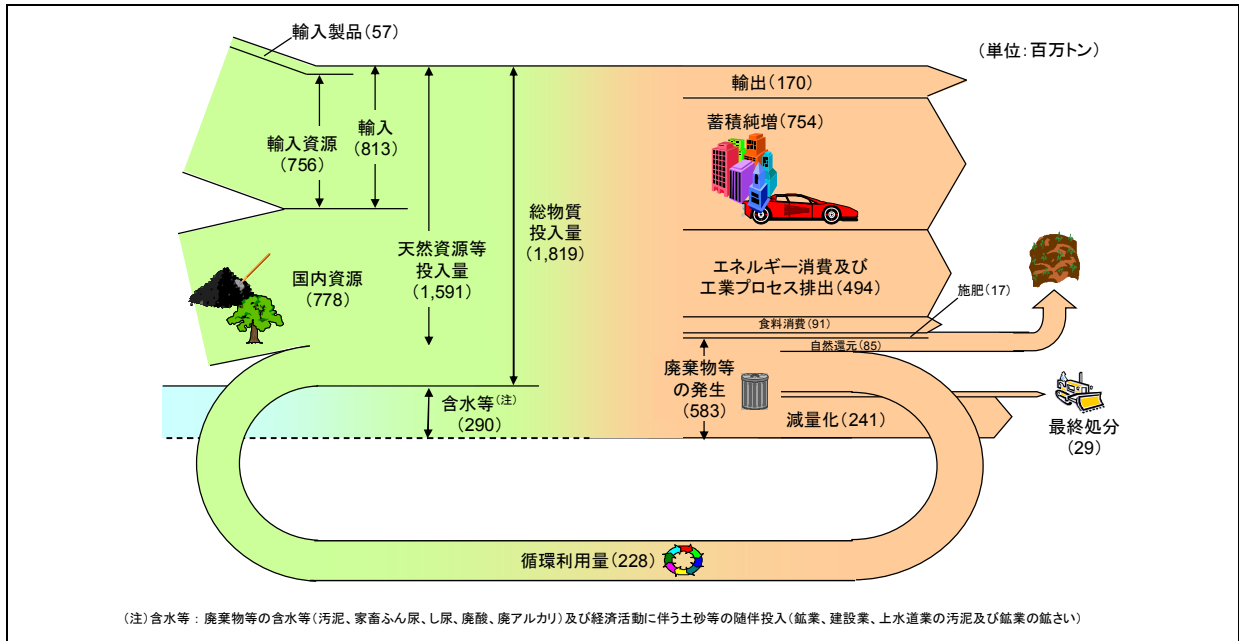 輸入製品(57)
(単位:百万トン)
輸出(170)
蓄積純増(754)
輸入
(813)
輸入資源
(756)
総物質
投入量
(1,819)
天然資源等
投入量
(1,591)
国内資源
(778)
エネルギー消費及び
工業プロセス排出(494)
施肥(17)
食料消費(91)
自然還元(85)
廃棄物等
の発生
(583)
含水等(注)
(290)
減量化(241)
最終処分
(29)
循環利用量(228)
(注)含水等 : 廃棄物等の含水等(汚泥、家畜ふん尿、し尿、廃酸、廃アルカリ)及び経済活動に伴う土砂等の随伴投入(鉱業、建設業、上水道業の汚泥及び鉱業の鉱さい)